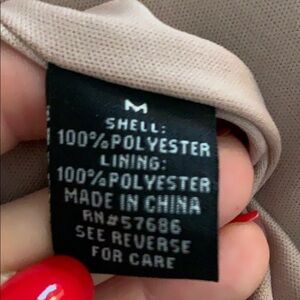 M
SHELL:
100%POLYESTER
LINING:
100%POLYESTER
MADE IN CHINA
RN#57686
SEE REVERSE
FOR CARE